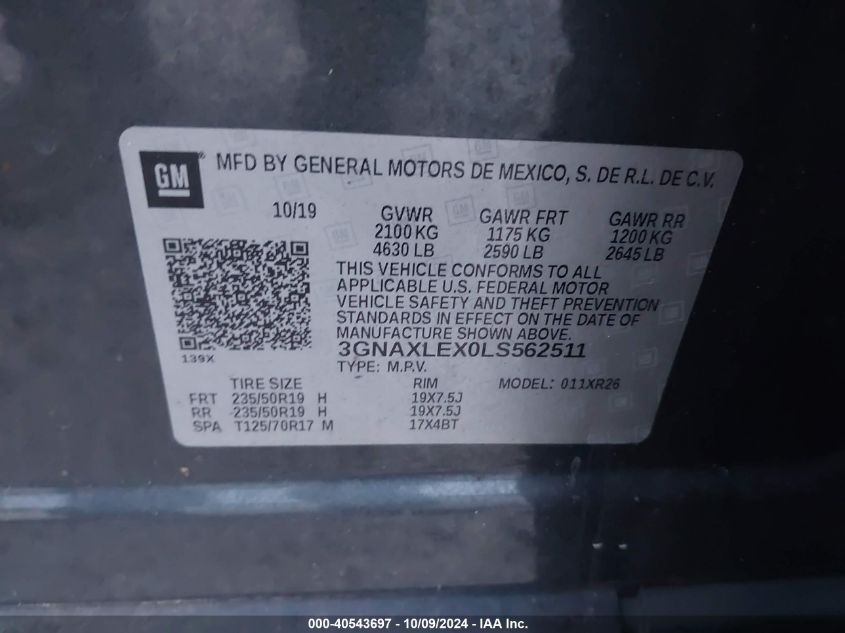 GM ® MFD BY GENERAL MOTORS DE MEXICO, S. DE R.L. DE C.V.
10/19 GVWR GAWR FRT GAWR RR
2100 KG 1175 KG 1200 KG
4630 LB 2590 LB 2645 LB
THIS VEHICLE CONFORMS TO ALL
APPLICABLE U.S. FEDERAL MOTOR
VEHICLE SAFETY AND THEFT PREVENTION
STANDARDS IN EFFECT ON THE DATE OF
MANUFACTURE SHOWN ABOVE.
139X 3GNAXLEX0LS562511
TYPE: M.P.V. MODEL: 011XR26
TIRE SIZE RIM
FRT 235/50R19 H 19X7.5J
RR 235/50R19 H 19X7.5J
SPA T125/70R17 M 17X4BT
000-40543697 - 10/09/2024 - IAAI Inc.